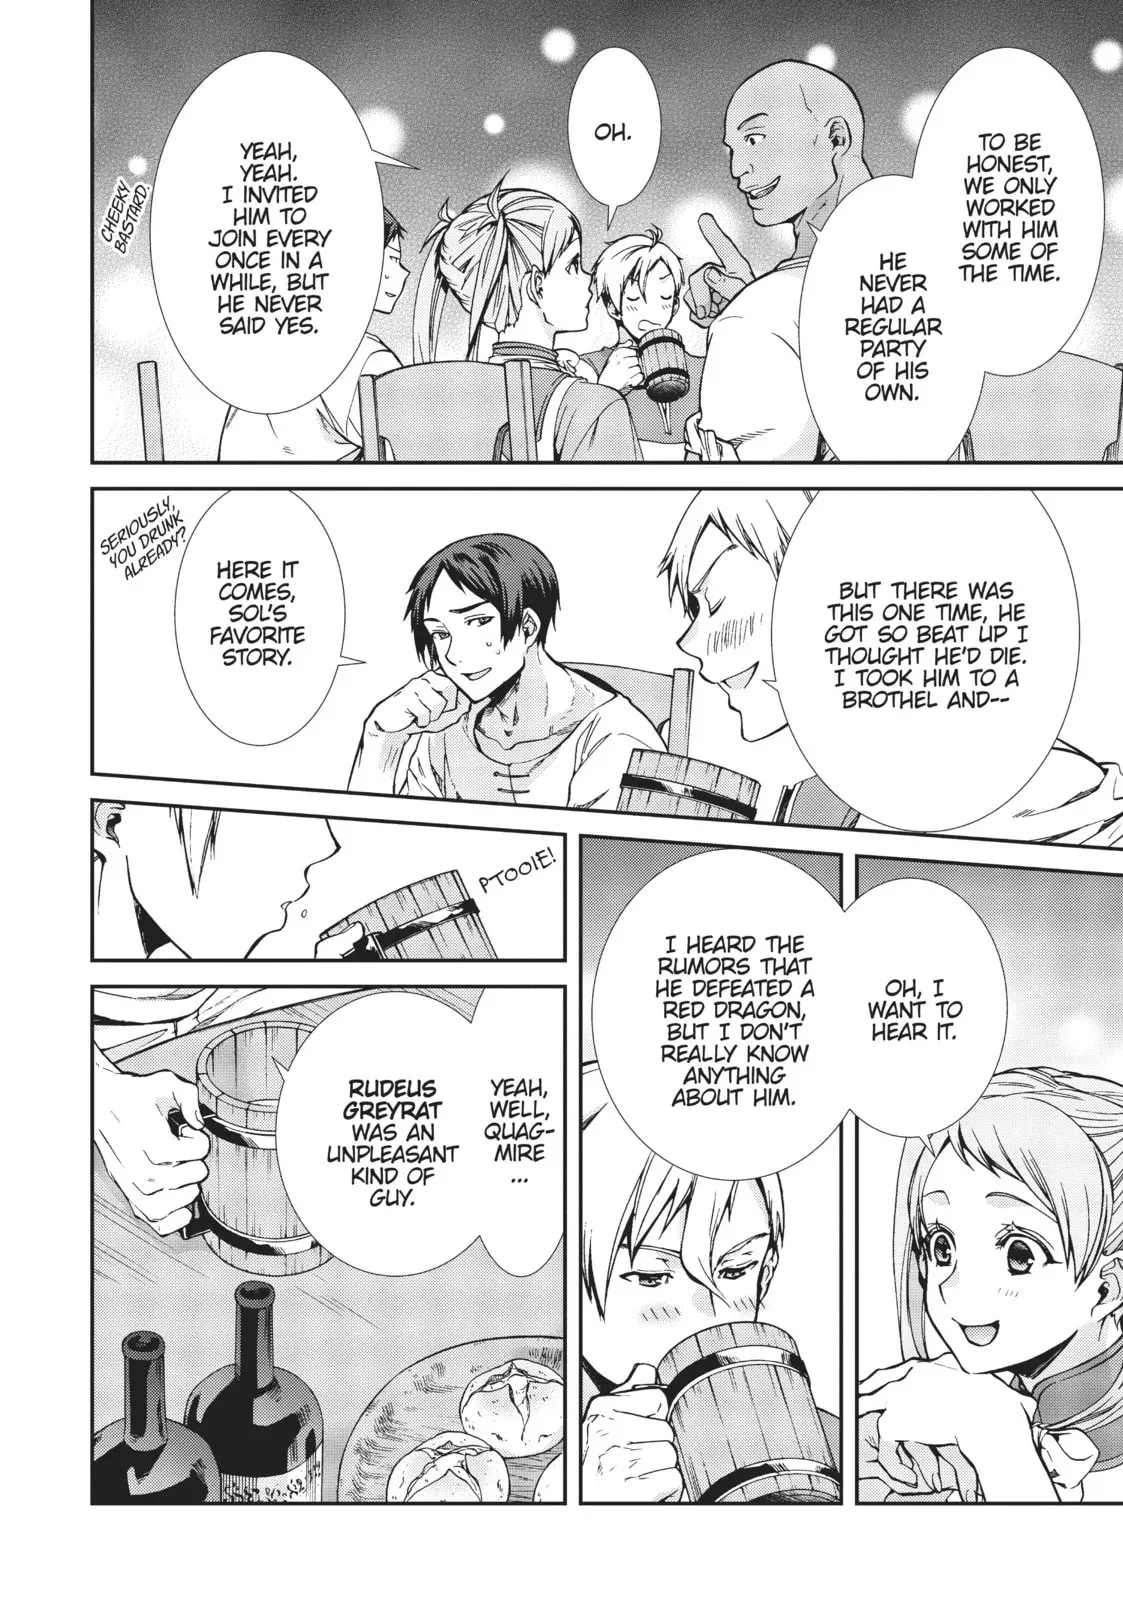 TO BE
HONEST,
WE ONLY
WORKED
WITH HIM
SOME OF
THE TIME.
HE
NEVER
HAD A
REGULAR
PARTY
OF HIS
OWN.
OH.
YEAH,
YEAH.
I INVITED
HIM TO
JOIN EVERY
ONCE IN A
WHILE, BUT
HE NEVER
SAID YES.
CHEEKY
BASTARD.
BUT THERE WAS
THIS ONE TIME, HE
GOT SO BEAT UP I
THOUGHT HE'D DIE.
I TOOK HIM TO A
BROTHEL AND--
HERE IT
COMES,
SOL'S
FAVORITE
STORY.
SERIOUSLY,
YOU DRUNK
ALREADY?
OH, I
WANT TO
HEAR IT.
I HEARD THE
RUMORS THAT
HE DEFEATED A
RED DRAGON,
BUT I DON'T
REALLY KNOW
ANYTHING
ABOUT HIM.
PTOOIE!
YEAH,
WELL,
QUAG-
MIRE
...
RUDEUS
GREYRAT
WAS AN
UNPLEASANT
KIND OF
GUY.